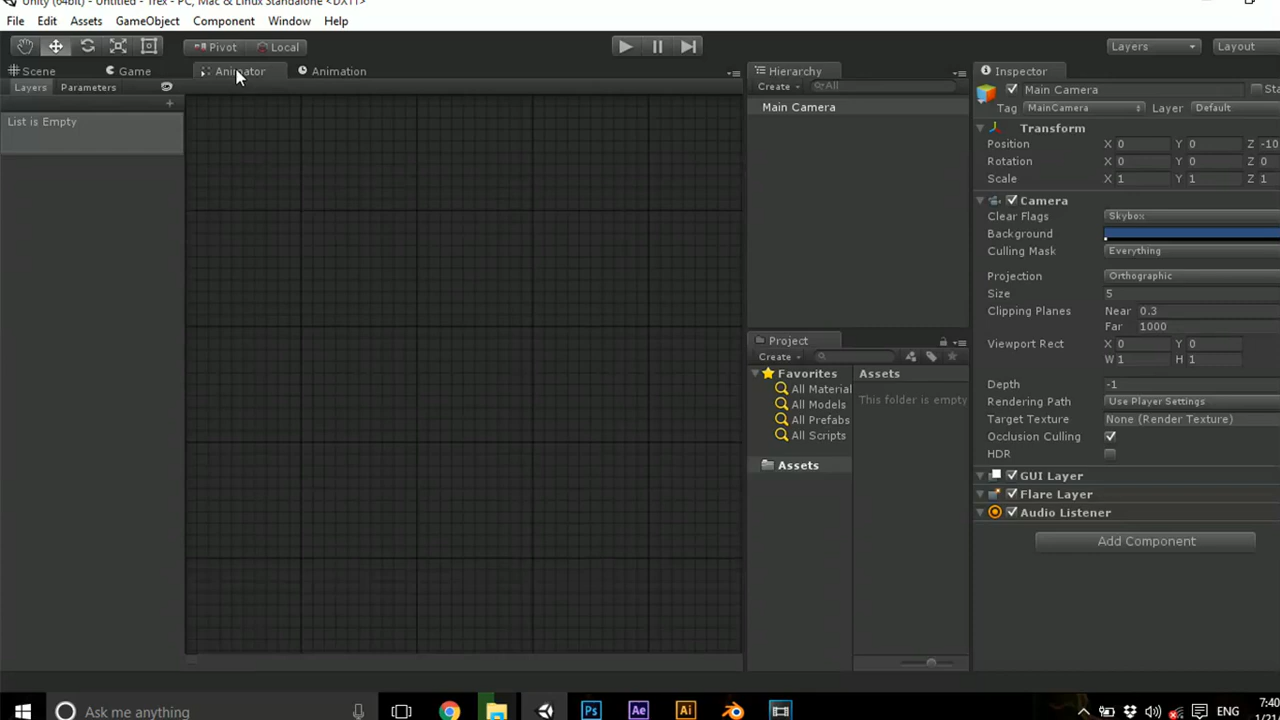 Unity (64bit) - Untitled - Trex - PC, Mac & Linux Standalone <DX11>
File Edit Assets GameObject Component Window Help
Pivot Local Layers Layout
Scene Game Animator Animation Hierarchy Inspector
Layers Parameters Create All Main Camera
List is Empty Main Camera Tag MainCamera Layer Default
Transform
Position X 0 Y 0 Z -10
Rotation X 0 Y 0 Z 0
Scale X 1 Y 1 Z 1
Camera
Clear Flags Skybox
Background
Culling Mask Everything
Projection Orthographic
Size 5
Clipping Planes Near 0.3
Far 1000
Viewport Rect X 0 Y 0
W 1 H 1
Depth -1
Rendering Path Use Player Settings
Target Texture None (Render Texture)
Occlusion Culling
HDR
GUI Layer
Flare Layer
Audio Listener
Add Component
Project
Create
Favorites Assets
All Material This folder is empty
All Models
All Prefabs
All Scripts
Assets
Ask me anything Ps Ae Ai ENG 7:40